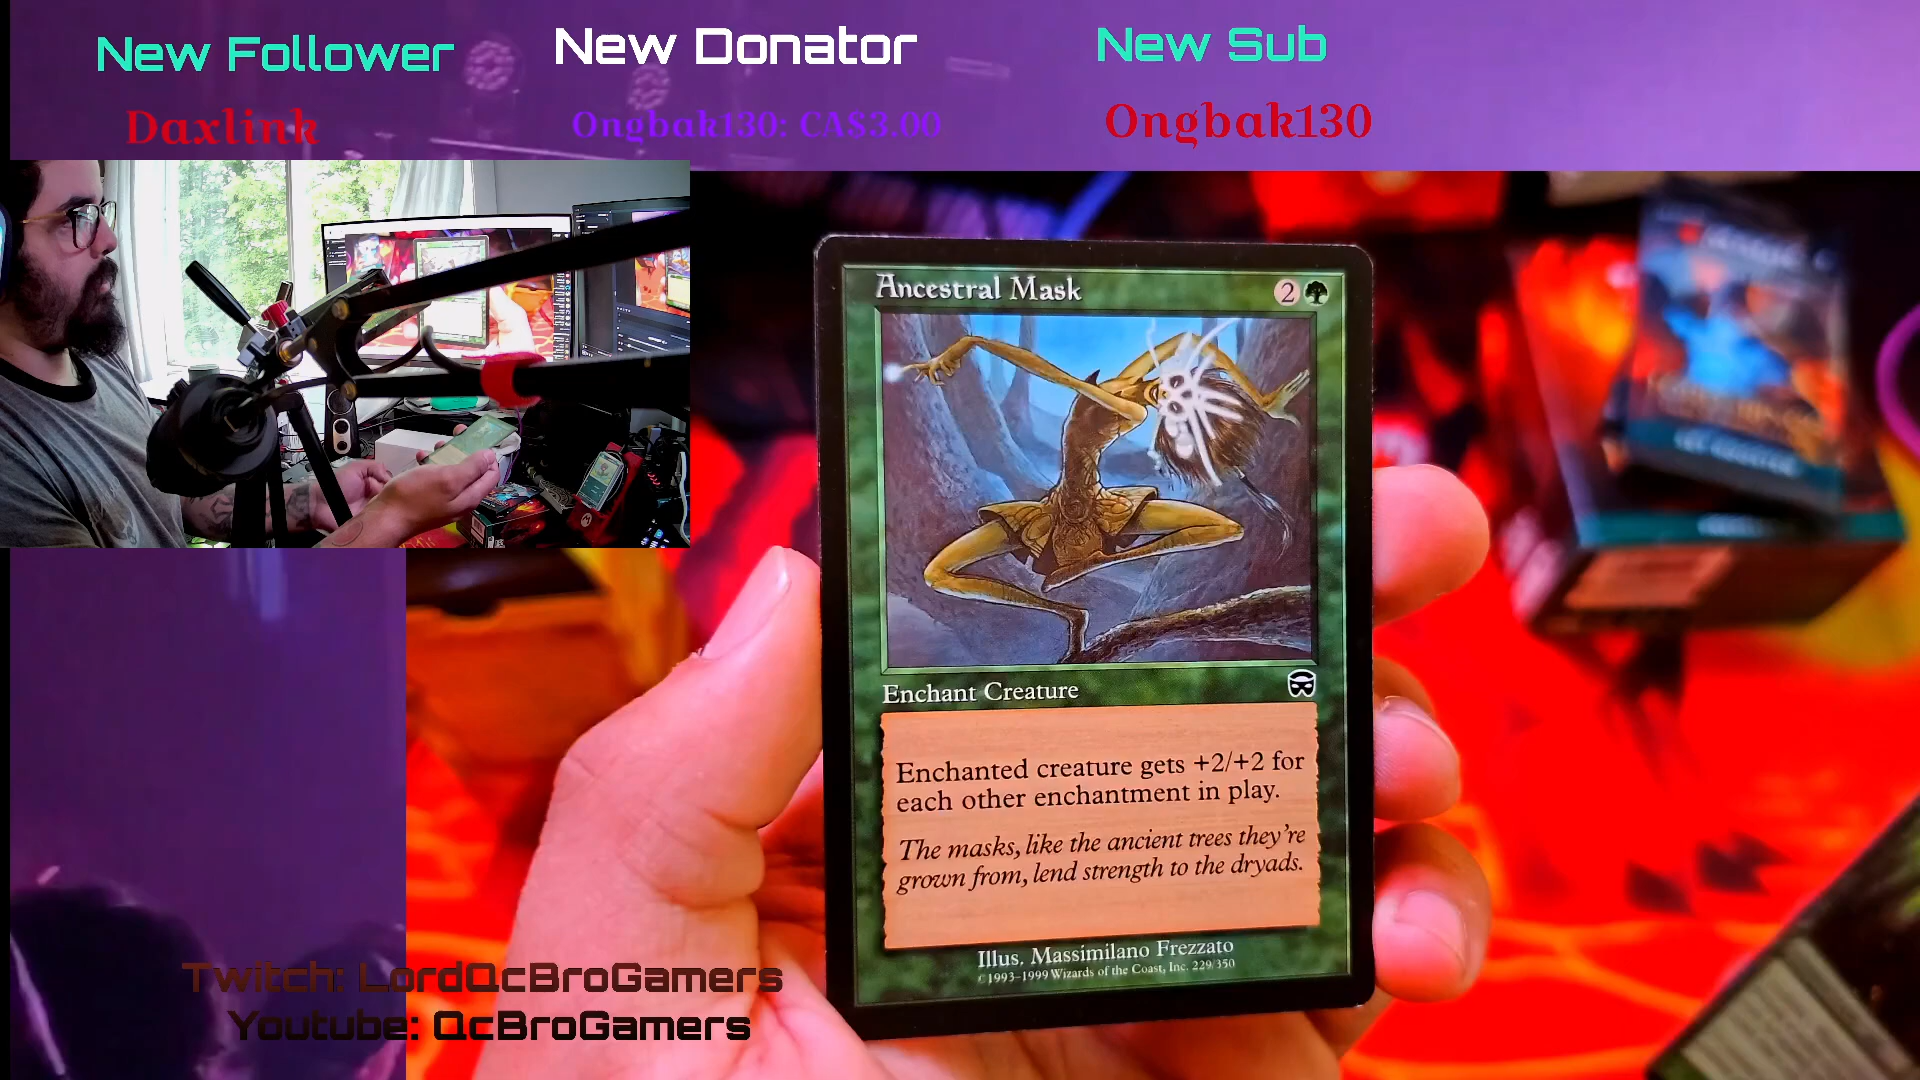 New Follower
New Donator
New Sub
Daxlink
Ongbak130: CA$3.00
Ongbak130
Ancestral Mask
2
Enchant Creature
Enchanted creature gets +2/+2 for
each other enchantment in play.
The masks, like the ancient trees they're
grown from, lend strength to the dryads.
Illus. Massimilano Frezzato
©1993–1999 Wizards of the Coast, Inc. 229/350
Twitch: LordQcBroGamers
Youtube: QcBroGamers